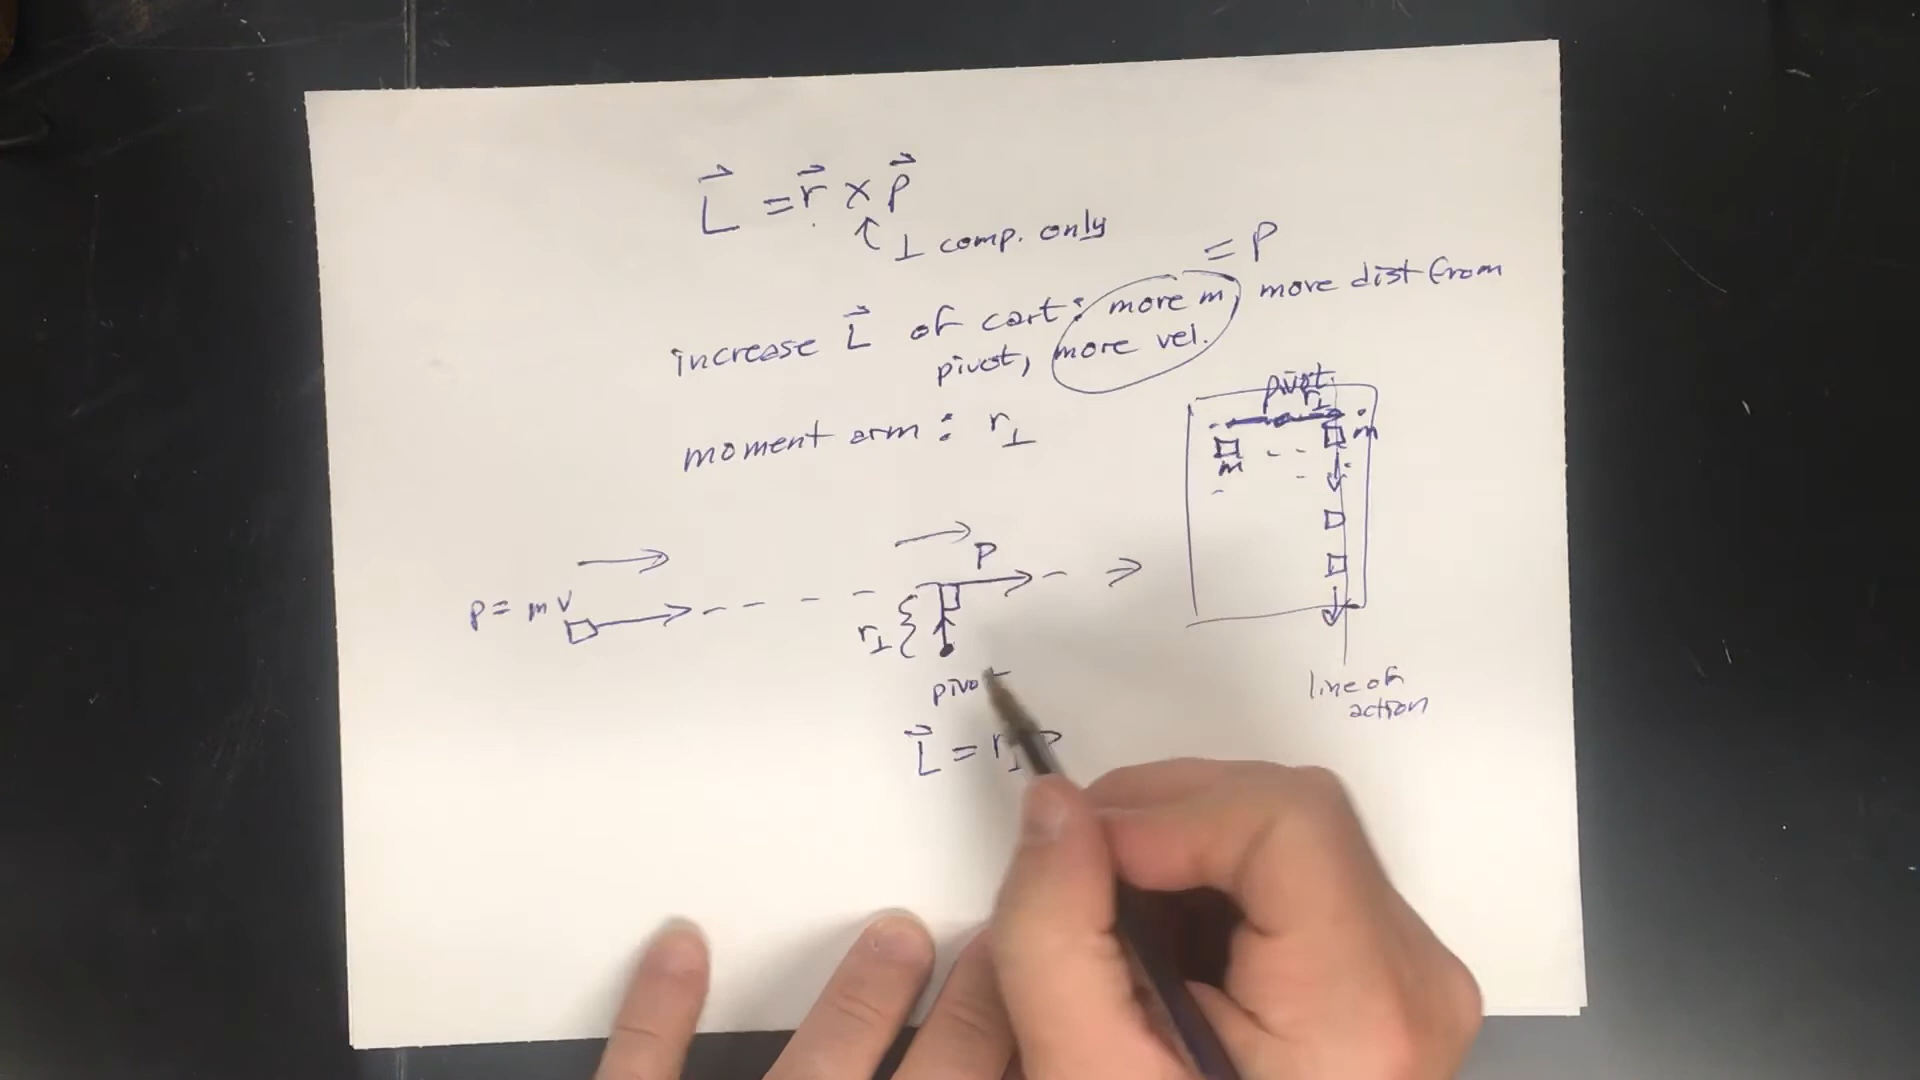 L⃗ = r⃗ × p⃗
↑ ⊥ comp. only
= P
increase L⃗ of cart: more m, more dist from
pivot, more vel.
moment arm: r⊥
pivot
r⊥
m
m
P
p = mv
r⊥
L⃗ = r⊥
line of
action